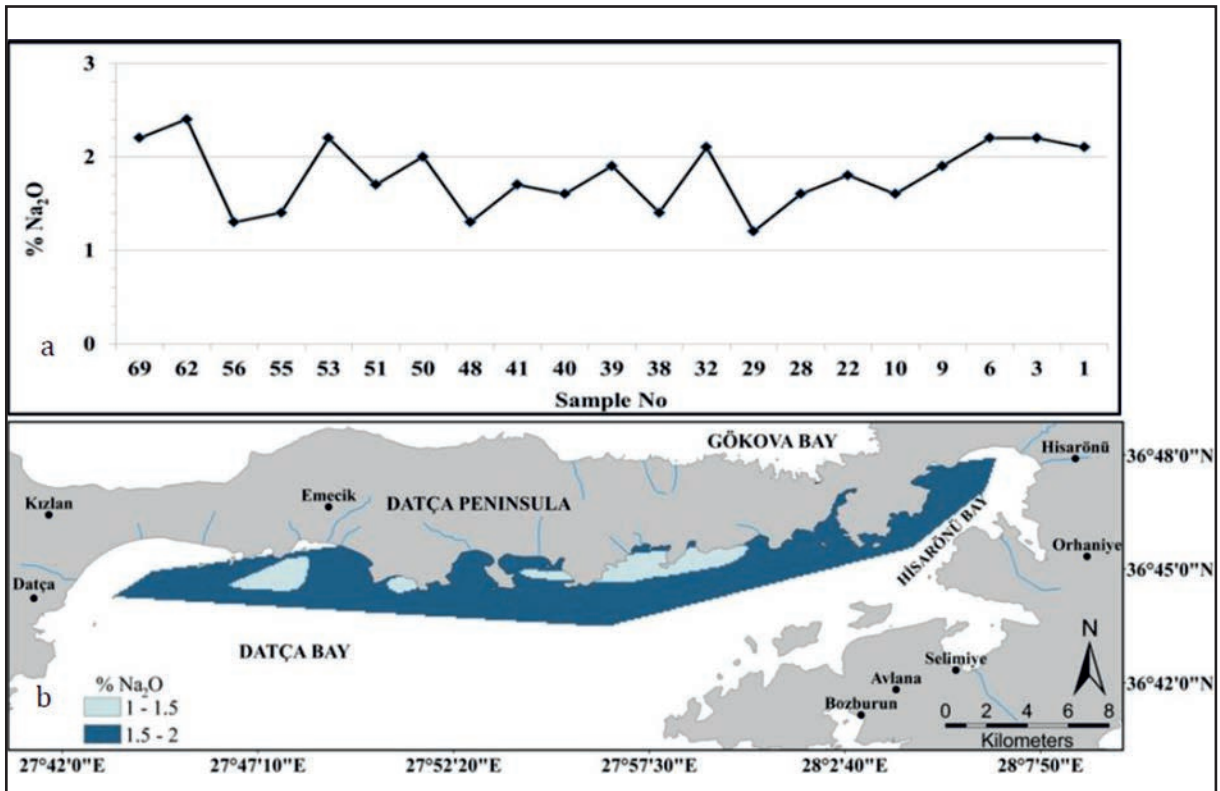 3
2
1
0
% Na₂O
a
69 62 56 55 53 51 50 48 41 40 39 38 32 29 28 22 10 9 6 3 1
Sample No
GÖKOVA BAY
Hisarönü
36°48'0"N
Kızlan
Emecik
DATÇA PENINSULA
HİSARÖNÜ BAY
Orhaniye
36°45'0"N
Datça
DATÇA BAY
N
Selimiye
Avlana
36°42'0"N
Bozburun
b
% Na₂O
1 - 1.5
1.5 - 2
0 2 4 6 8
Kilometers
27°42'0"E 27°47'10"E 27°52'20"E 27°57'30"E 28°2'40"E 28°7'50"E